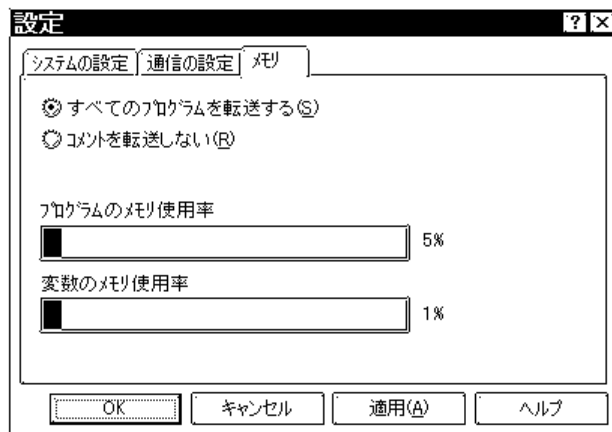 設定
システムの設定 通信の設定 メモリ
すべてのプログラムを転送する(S)
コメントを転送しない(R)
プログラムのメモリ使用率
5%
変数のメモリ使用率
1%
OK キャンセル 適用(A) ヘルプ